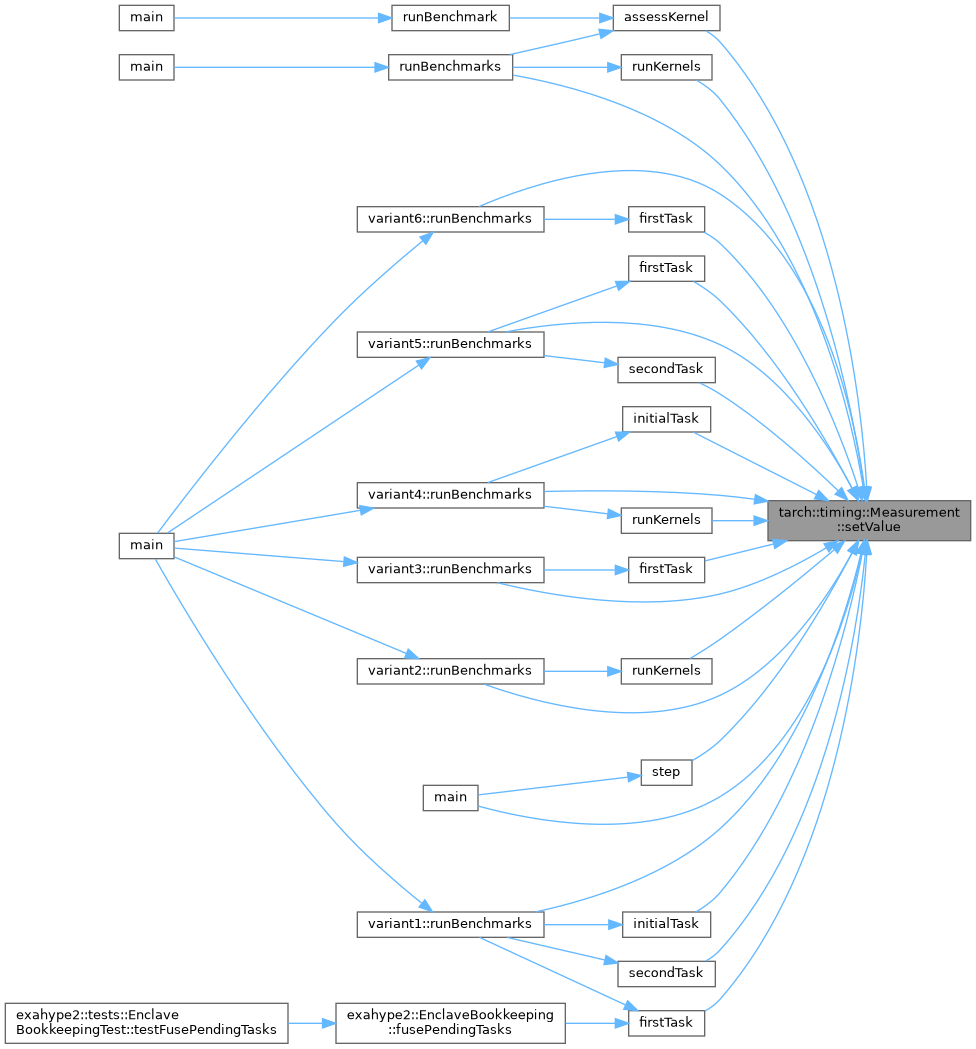 main
runBenchmark
assessKernel
main
runBenchmarks
runKernels
variant6::runBenchmarks
firstTask
firstTask
variant5::runBenchmarks
secondTask
initialTask
variant4::runBenchmarks
tarch::timing::Measurement
::setValue
runKernels
main
variant3::runBenchmarks
firstTask
variant2::runBenchmarks
runKernels
step
main
variant1::runBenchmarks
initialTask
secondTask
exahype2::tests::Enclave
BookkeepingTest::testFusePendingTasks
exahype2::EnclaveBookkeeping
::fusePendingTasks
firstTask